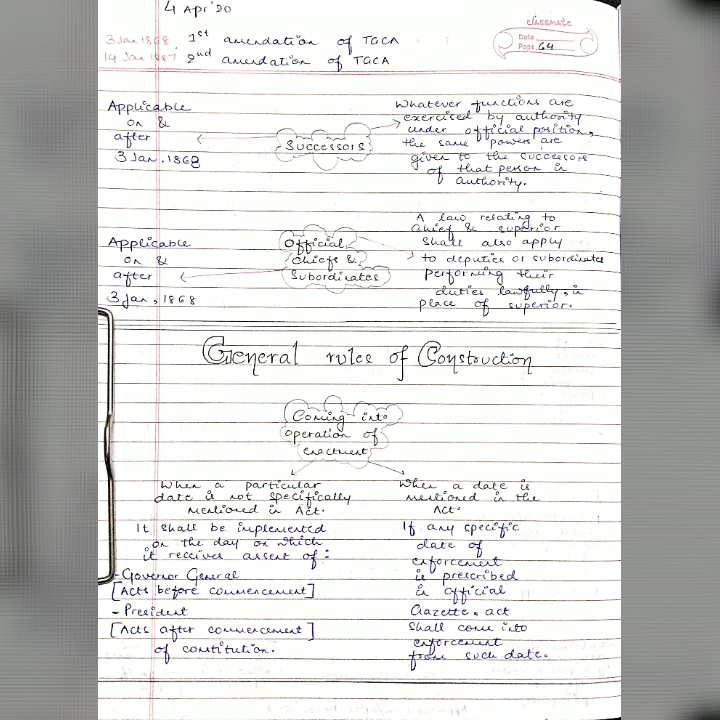 4 Apr '20
classmate
Date
Page 64
3 Jan 1868 1st amendation of TGCA
14 Jan 1887 2nd amendation of TGCA
Applicable
on &
after
3 Jan. 1868
Successors
Whatever functions are
exercised by authority
under official position,
the same powers are
given to the successors
of that person in
authority.
Applicable
on &
after
3 Jan, 1868
Official
Chiefs &
Subordinates
A law relating to
chief & superior
shall also apply
to deputies or subordinates
performing their
duties lawfully, in
place of superior.
General rules of Construction
Coming into
operation of
enactment
When a particular
date is not specifically
mentioned in Act.
It shall be implemented
on the day on which
it receives assent of:
- Governor General
[Acts before commencement]
- President
[Acts after commencement]
of constitution.
When a date is
mentioned in the
Act.
If any specific
date of
enforcement
is prescribed
in official
Gazette, act
shall come into
enforcement
from such date.